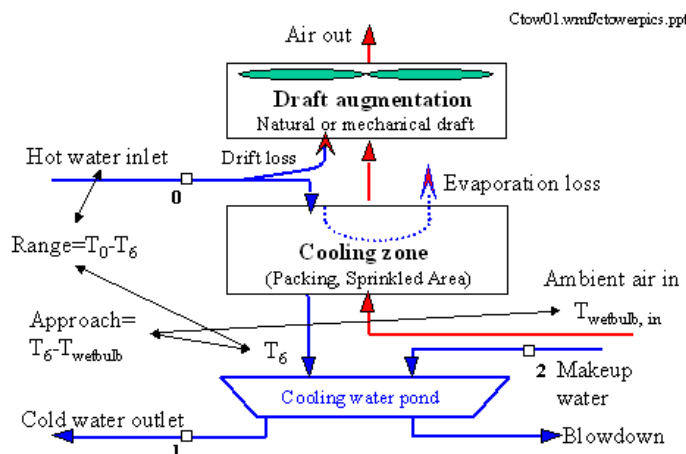 Ctow01.wmf/ctowerpics.ppt
Air out
Draft augmentation
Natural or mechanical draft
Hot water inlet
Drift loss
0
Evaporation loss
Range=T0-T6
Cooling zone
(Packing, Sprinkled Area)
Ambient air in
Twetbulb, in
Approach=
T6-Twetbulb
T6
2
Makeup
water
Cooling water pond
Cold water outlet
1
Blowdown